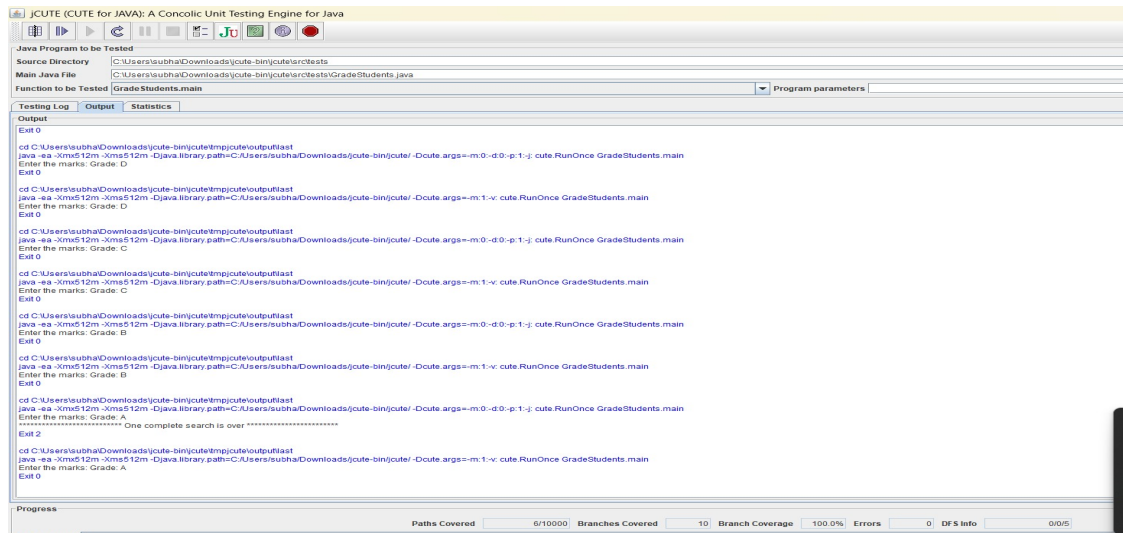 jCUTE (CUTE for JAVA): A Concolic Unit Testing Engine for Java
JU
Java Program to be Tested
Source Directory C:\Users\subha\Downloads\jcute-bin\jcute\src\tests
Main Java File C:\Users\subha\Downloads\jcute-bin\jcute\src\tests\GradeStudents.java
Function to be Tested GradeStudents.main Program parameters
Testing Log Output Statistics
Output
Exit 0
cd C:\Users\subha\Downloads\jcute-bin\jcute\tmpjcute\output\last
java -ea -Xmx512m -Xms512m -Djava.library.path=C:/Users/subha/Downloads/jcute-bin/jcute/ -Dcute.args=-m:0:-d:0:-p:1:-j: cute.RunOnce GradeStudents.main
Enter the marks: Grade: D
Exit 0
cd C:\Users\subha\Downloads\jcute-bin\jcute\tmpjcute\output\last
java -ea -Xmx512m -Xms512m -Djava.library.path=C:/Users/subha/Downloads/jcute-bin/jcute/ -Dcute.args=-m:1:-v: cute.RunOnce GradeStudents.main
Enter the marks: Grade: D
Exit 0
cd C:\Users\subha\Downloads\jcute-bin\jcute\tmpjcute\output\last
java -ea -Xmx512m -Xms512m -Djava.library.path=C:/Users/subha/Downloads/jcute-bin/jcute/ -Dcute.args=-m:0:-d:0:-p:1:-j: cute.RunOnce GradeStudents.main
Enter the marks: Grade: C
Exit 0
cd C:\Users\subha\Downloads\jcute-bin\jcute\tmpjcute\output\last
java -ea -Xmx512m -Xms512m -Djava.library.path=C:/Users/subha/Downloads/jcute-bin/jcute/ -Dcute.args=-m:1:-v: cute.RunOnce GradeStudents.main
Enter the marks: Grade: C
Exit 0
cd C:\Users\subha\Downloads\jcute-bin\jcute\tmpjcute\output\last
java -ea -Xmx512m -Xms512m -Djava.library.path=C:/Users/subha/Downloads/jcute-bin/jcute/ -Dcute.args=-m:0:-d:0:-p:1:-j: cute.RunOnce GradeStudents.main
Enter the marks: Grade: B
Exit 0
cd C:\Users\subha\Downloads\jcute-bin\jcute\tmpjcute\output\last
java -ea -Xmx512m -Xms512m -Djava.library.path=C:/Users/subha/Downloads/jcute-bin/jcute/ -Dcute.args=-m:1:-v: cute.RunOnce GradeStudents.main
Enter the marks: Grade: B
Exit 0
cd C:\Users\subha\Downloads\jcute-bin\jcute\tmpjcute\output\last
java -ea -Xmx512m -Xms512m -Djava.library.path=C:/Users/subha/Downloads/jcute-bin/jcute/ -Dcute.args=-m:0:-d:0:-p:1:-j: cute.RunOnce GradeStudents.main
Enter the marks: Grade: A
*************************** One complete search is over ************************
Exit 2
cd C:\Users\subha\Downloads\jcute-bin\jcute\tmpjcute\output\last
java -ea -Xmx512m -Xms512m -Djava.library.path=C:/Users/subha/Downloads/jcute-bin/jcute/ -Dcute.args=-m:1:-v: cute.RunOnce GradeStudents.main
Enter the marks: Grade: A
Exit 0
Progress
Paths Covered 6/10000 Branches Covered 10 Branch Coverage 100.0% Errors 0 DFS Info 0/0/5